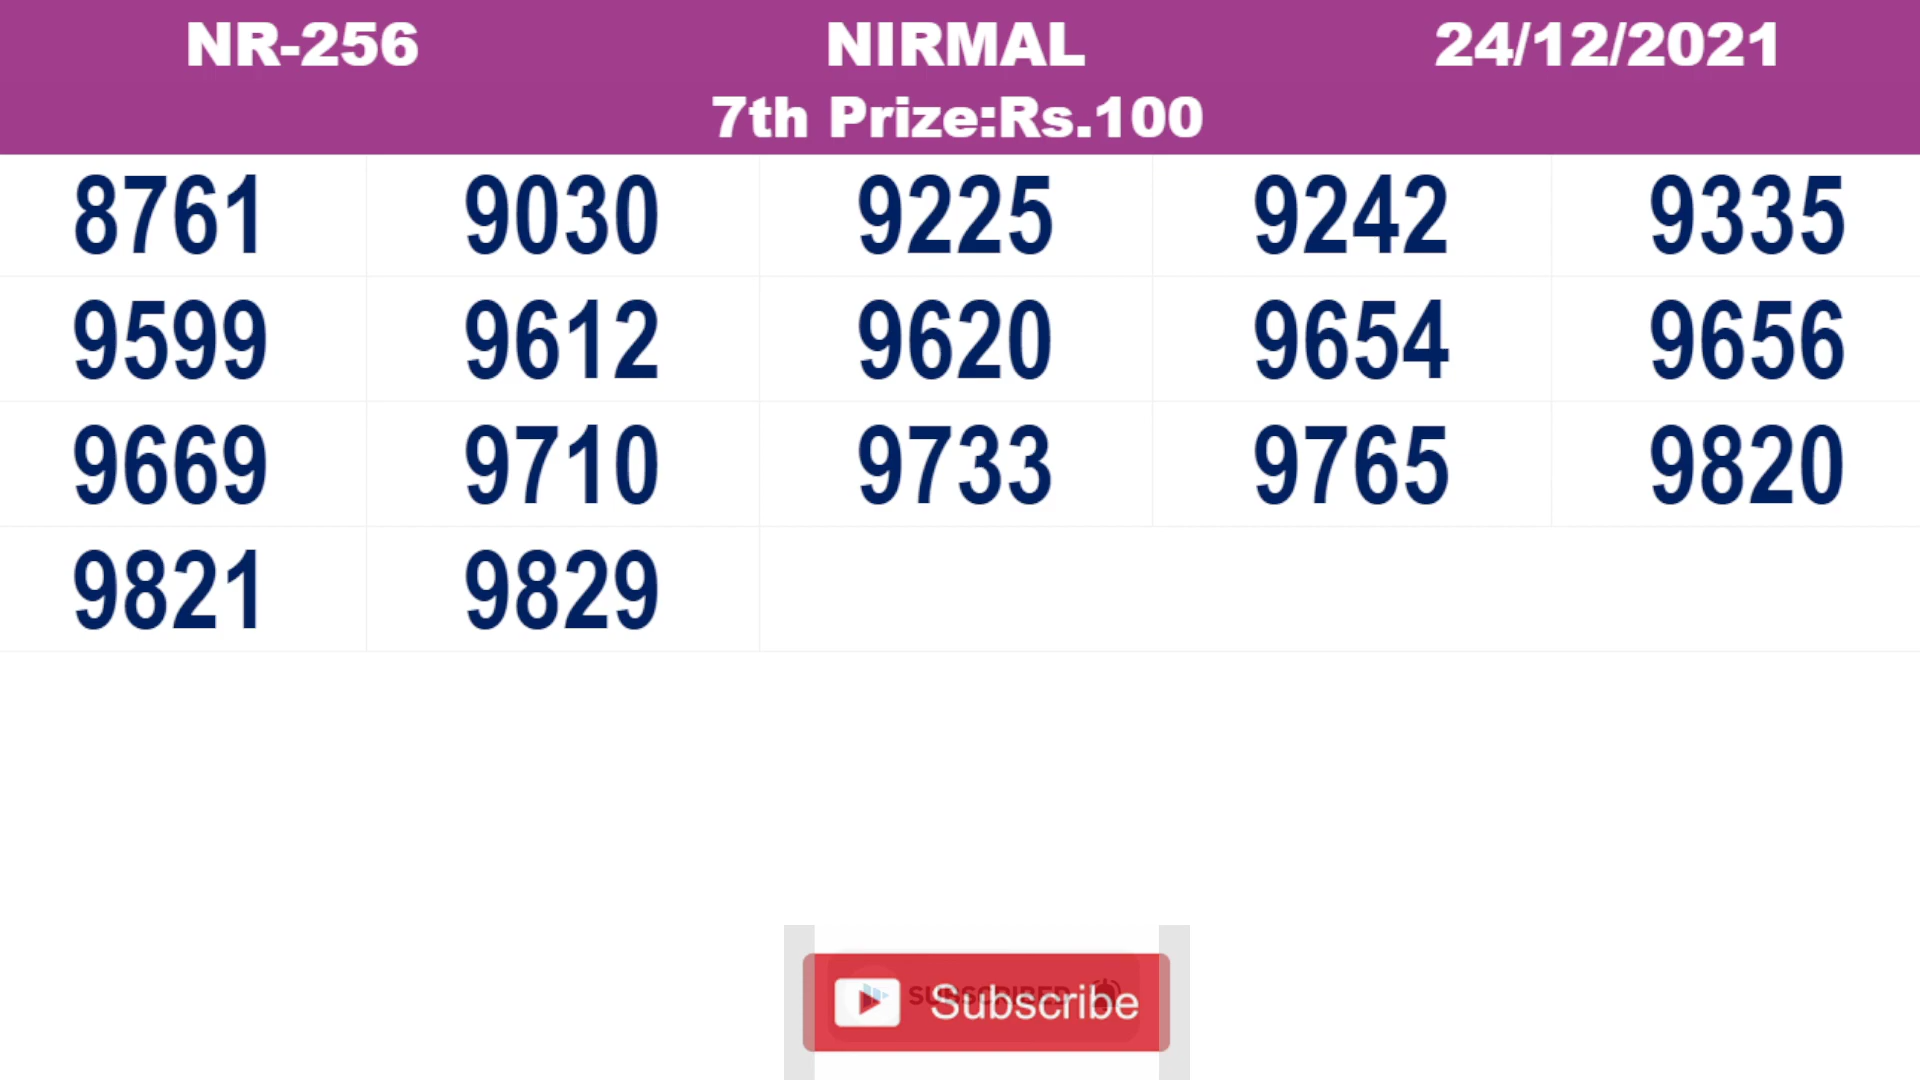 NR-256 NIRMAL 24/12/2021
7th Prize:Rs.100
8761 9030 9225 9242 9335
9599 9612 9620 9654 9656
9669 9710 9733 9765 9820
9821 9829
SUBSCRIBED
Subscribe